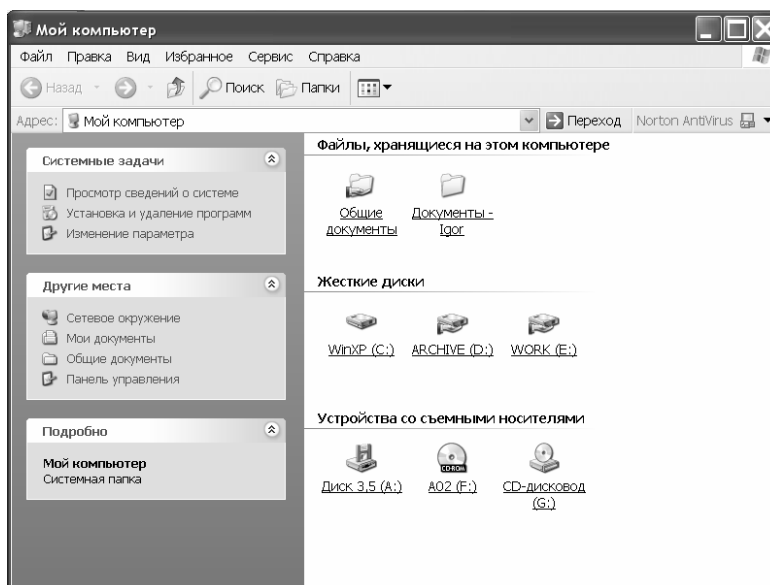 Мой компьютер
Файл Правка Вид Избранное Сервис Справка
Назад Поиск Папки
Адрес: Мой компьютер Переход Norton AntiVirus
Системные задачи
Просмотр сведений о системе
Установка и удаление программ
Изменение параметра
Другие места
Сетевое окружение
Мои документы
Общие документы
Панель управления
Подробно
Мой компьютер
Системная папка
Файлы, хранящиеся на этом компьютере
Общие документы
Документы - Igor
Жесткие диски
WinXP (C:) ARCHIVE (D:) WORK (E:)
Устройства со съемными носителями
CD-ROM
Диск 3,5 (A:) A02 (F:) CD-дисковод (G:)